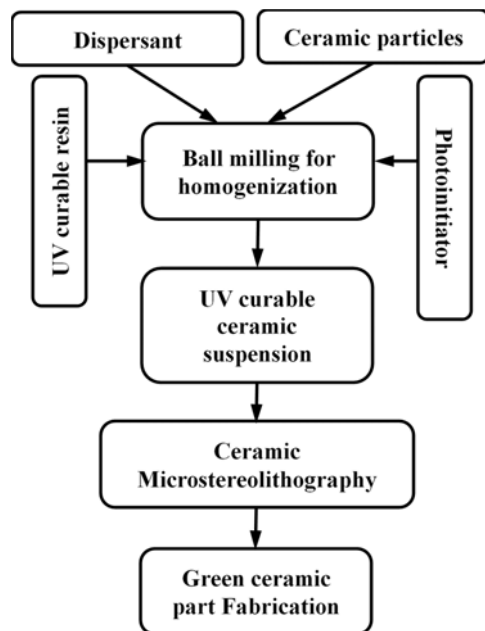 Dispersant
Ceramic particles
UV curable resin
Ball milling for
homogenization
Photoinitiator
UV curable
ceramic
suspension
Ceramic
Microstereolithography
Green ceramic
part Fabrication